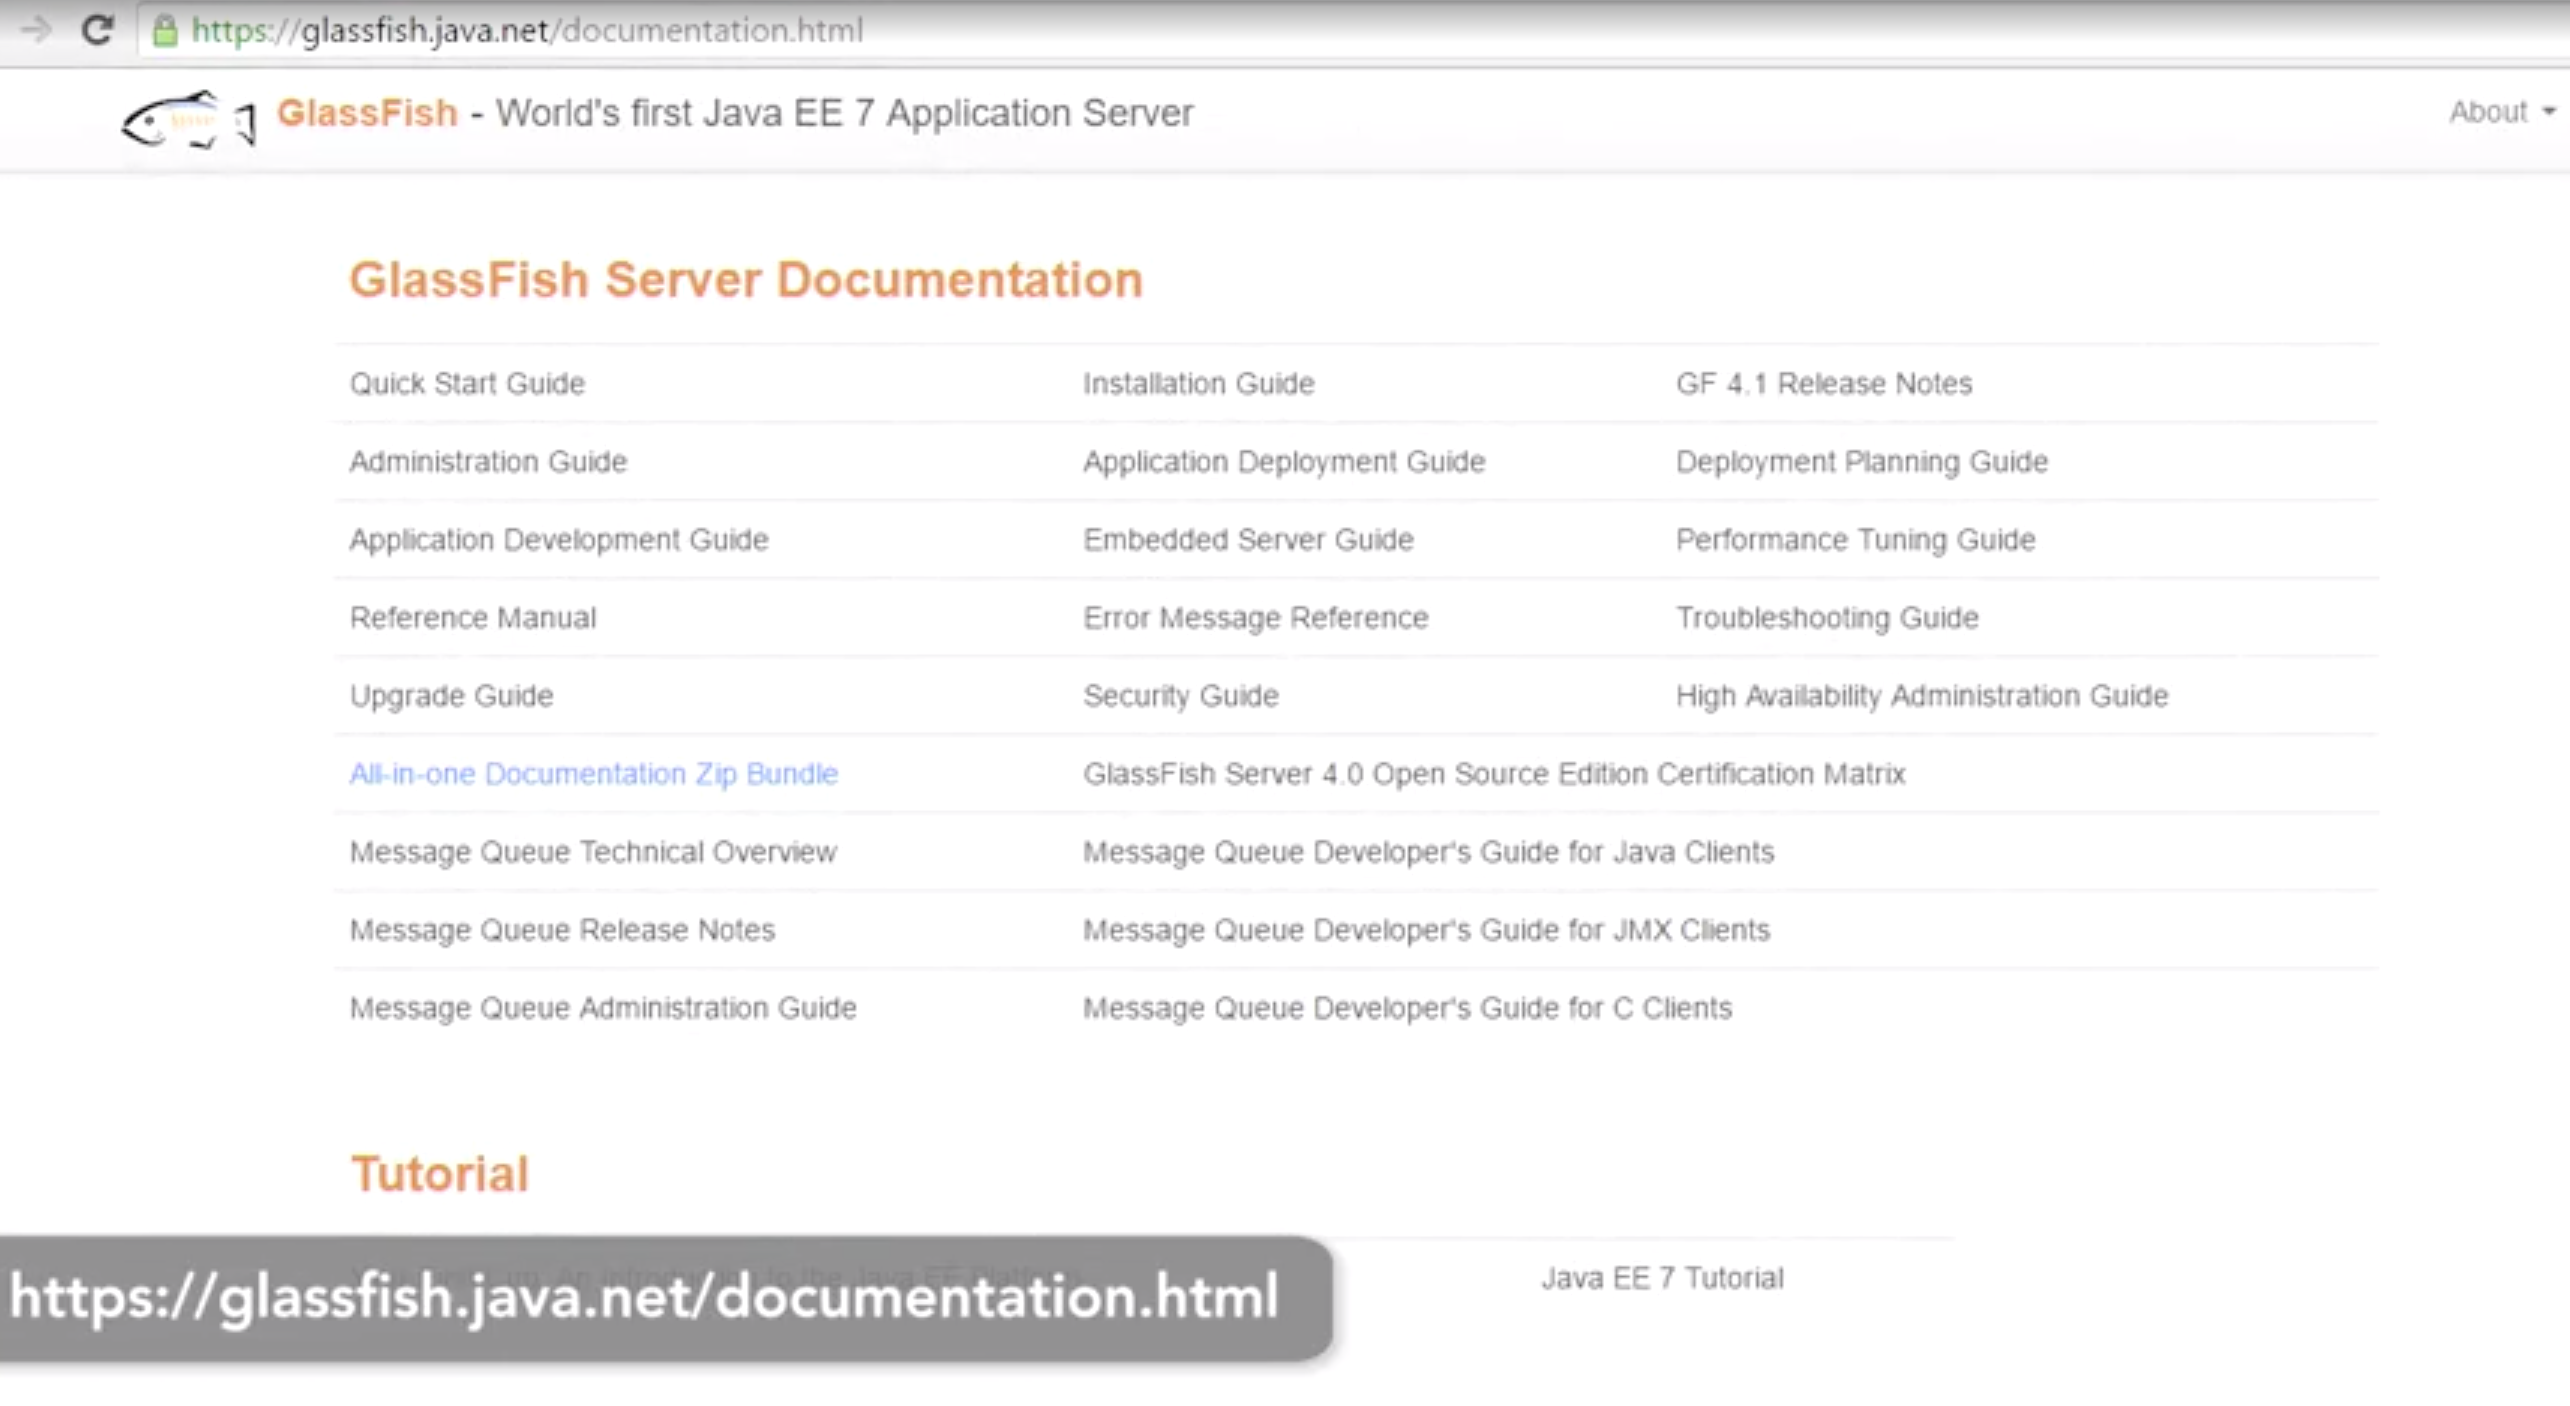 https://glassfish.java.net/documentation.html
GlassFish - World's first Java EE 7 Application Server
About
GlassFish Server Documentation
Quick Start Guide Installation Guide GF 4.1 Release Notes
Administration Guide Application Deployment Guide Deployment Planning Guide
Application Development Guide Embedded Server Guide Performance Tuning Guide
Reference Manual Error Message Reference Troubleshooting Guide
Upgrade Guide Security Guide High Availability Administration Guide
All-in-one Documentation Zip Bundle GlassFish Server 4.0 Open Source Edition Certification Matrix
Message Queue Technical Overview Message Queue Developer's Guide for Java Clients
Message Queue Release Notes Message Queue Developer's Guide for JMX Clients
Message Queue Administration Guide Message Queue Developer's Guide for C Clients
Tutorial
Java EE 7 Tutorial
https://glassfish.java.net/documentation.html